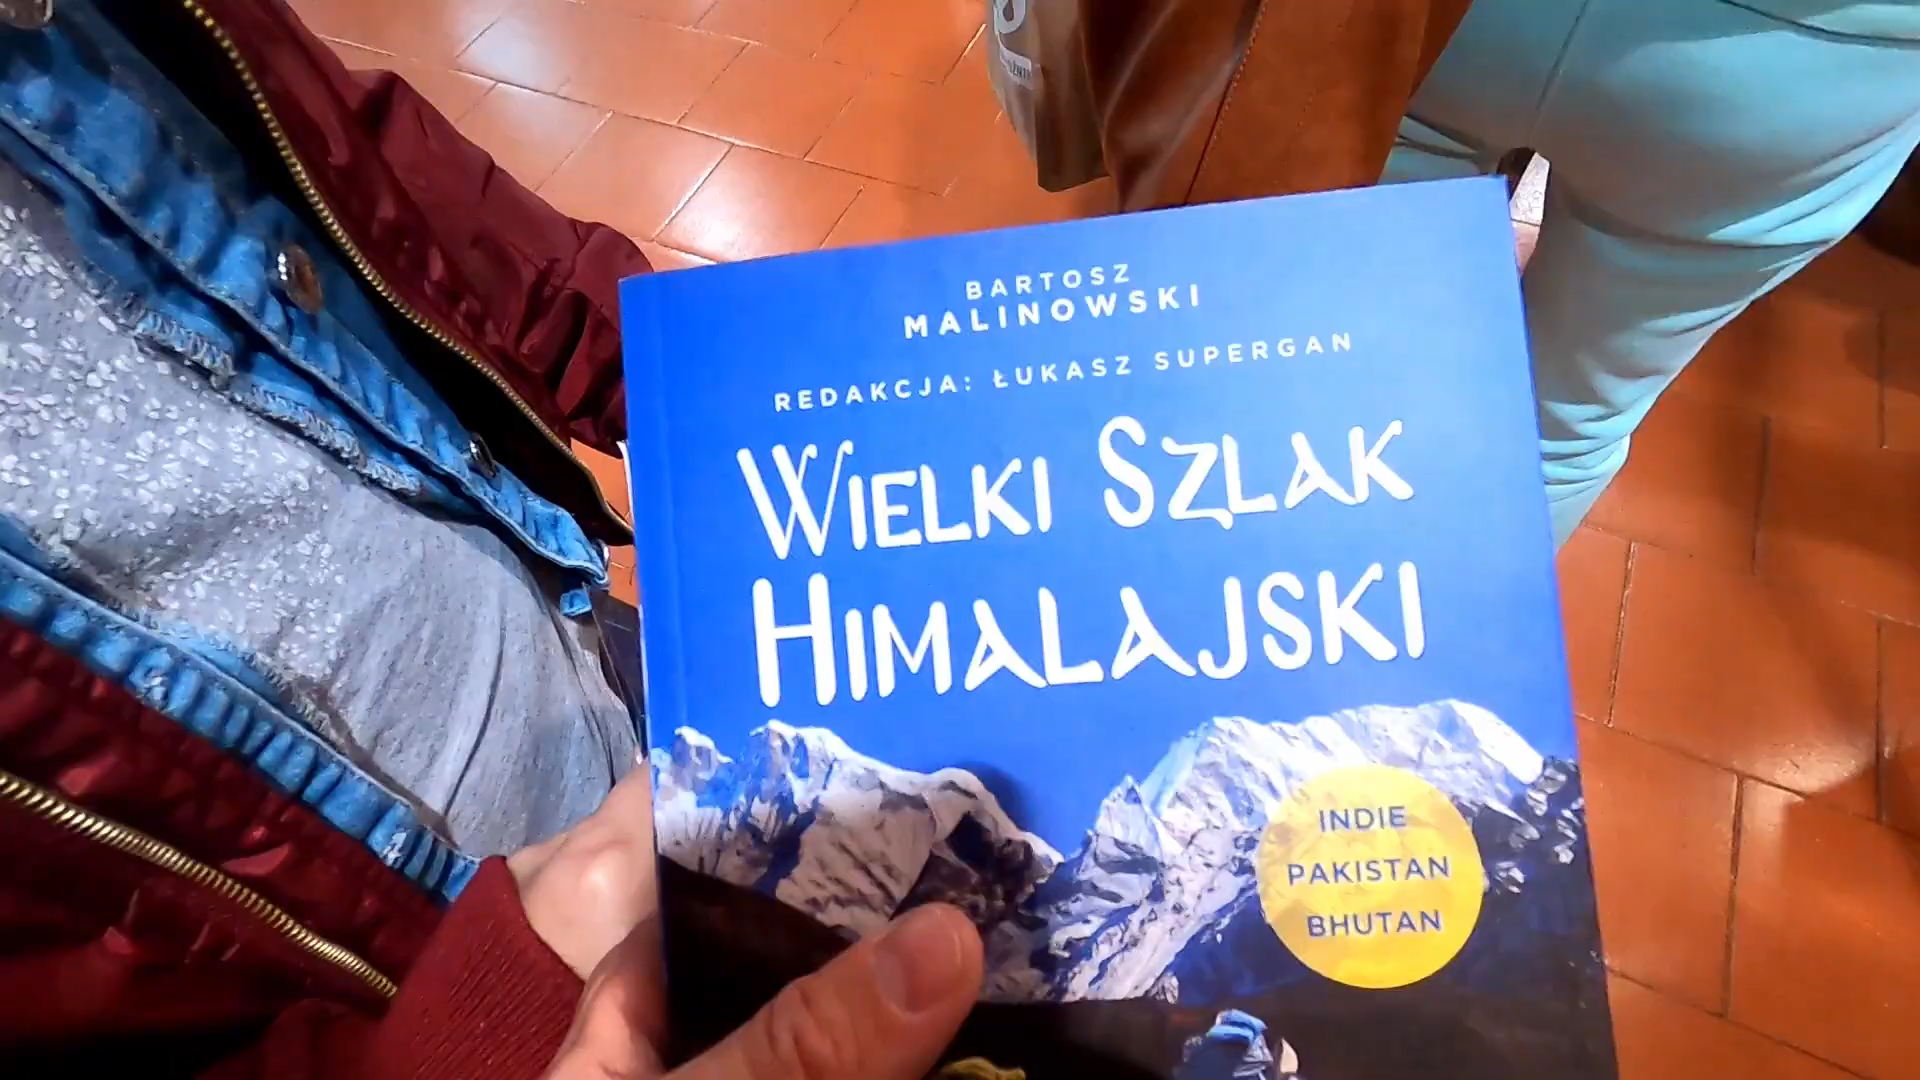 BARTOSZ
MALINOWSKI
REDAKCJA: ŁUKASZ SUPERGAN
WIELKI SZLAK
HIMALAJSKI
INDIE
PAKISTAN
BHUTAN